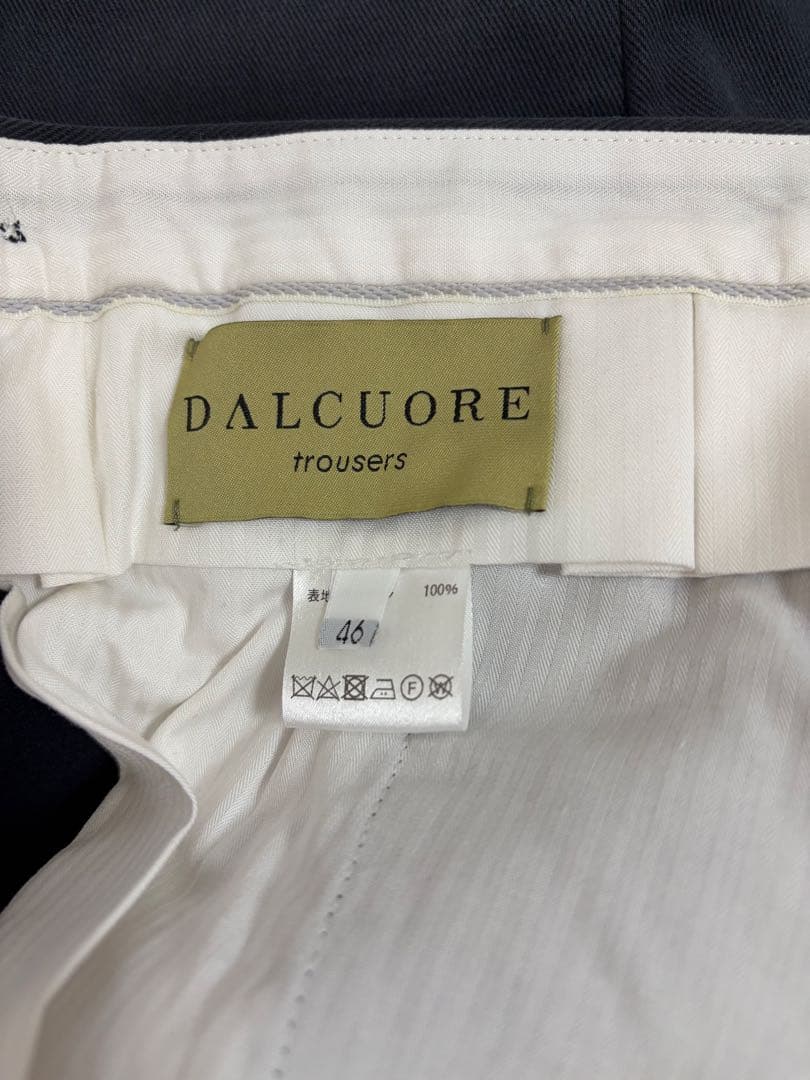 DALCUORE
trousers
表地 100%
46